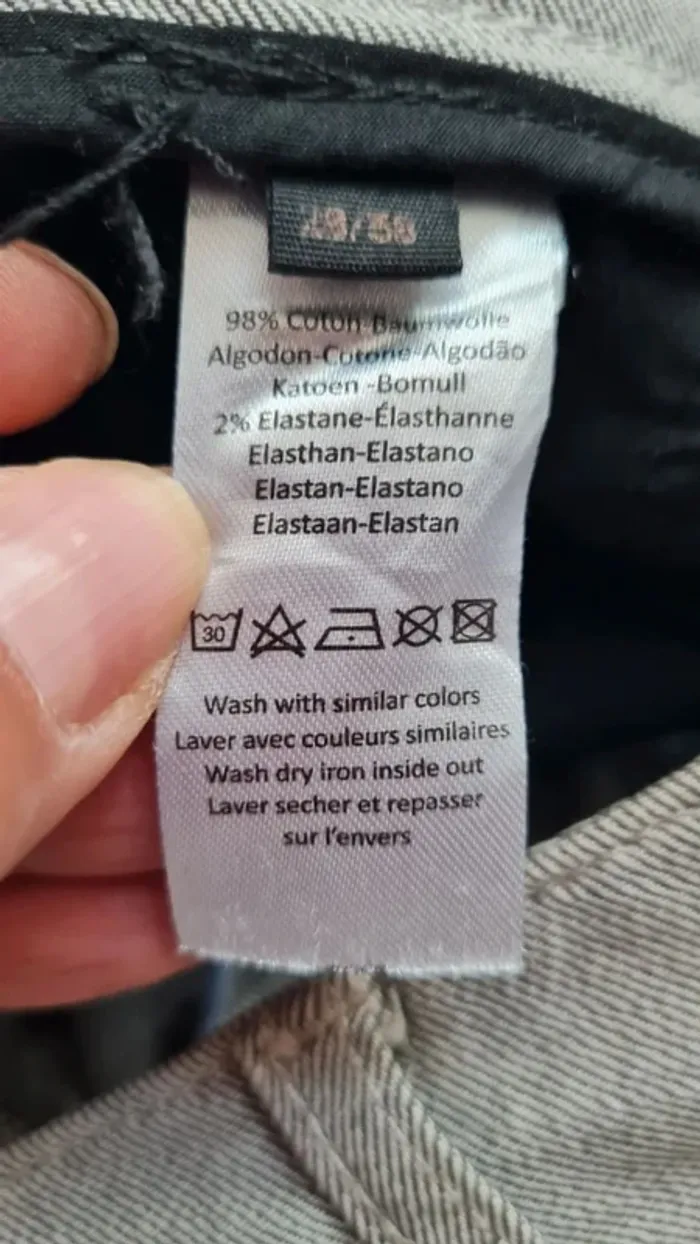 98% Coton-Baumwolle
Algodon-Cotone-Algodão
Katoen -Bomull
2% Elastane-Élasthanne
Elasthan-Elastano
Elastan-Elastano
Elastaan-Elastan
30
Wash with similar colors
Laver avec couleurs similaires
Wash dry iron inside out
Laver secher et repasser
sur l'envers